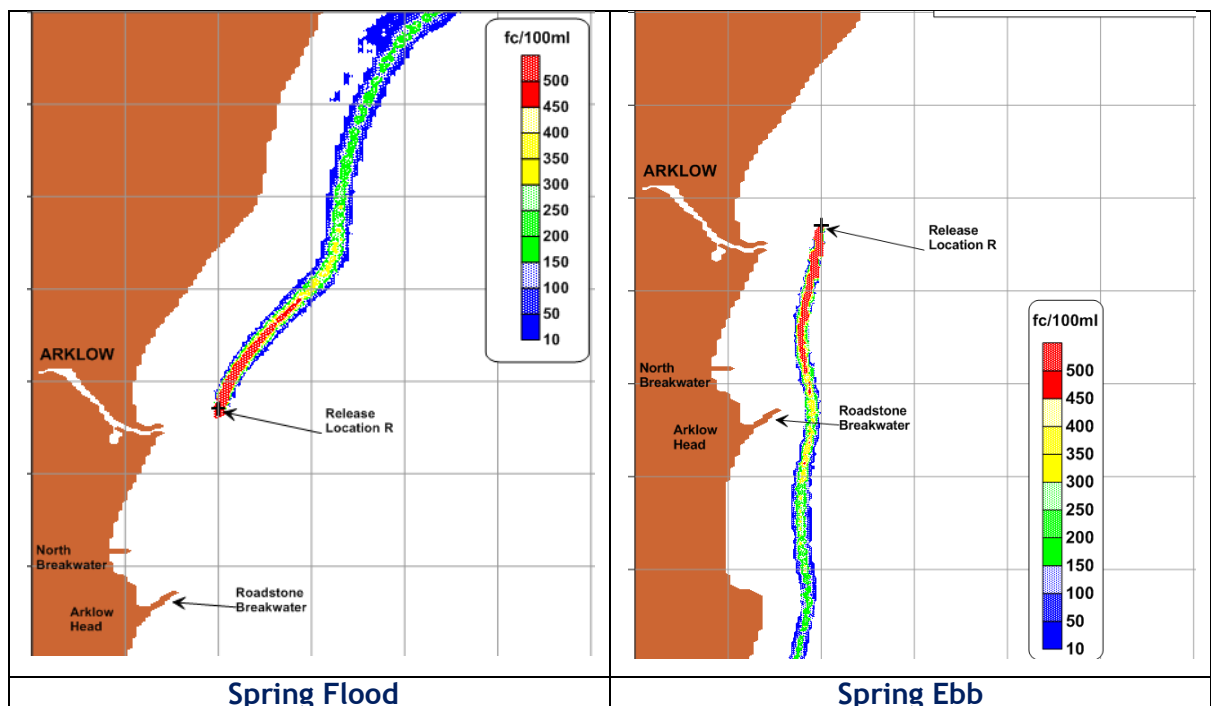 fc/100ml
500
450
400
350
300
250
200
150
100
50
10
ARKLOW
Release
Location R
North
Breakwater
Roadstone
Breakwater
Arklow
Head
Spring Flood
ARKLOW
Release
Location R
fc/100ml
500
450
400
350
300
250
200
150
100
50
10
North
Breakwater
Roadstone
Breakwater
Arklow
Head
Spring Ebb